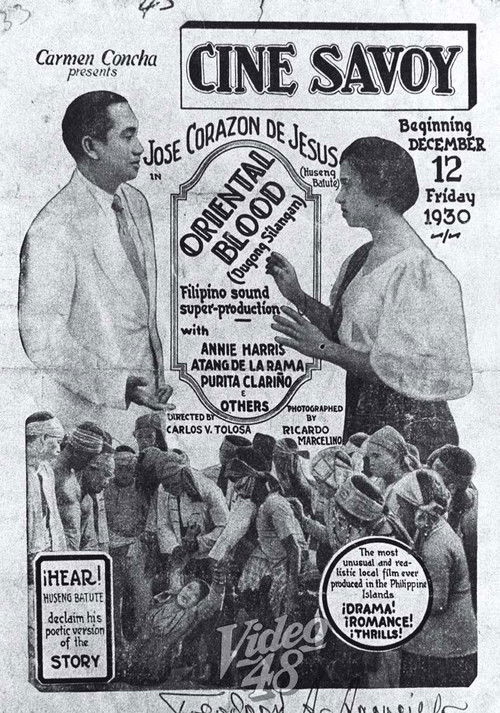 33
43
Carmen Concha
presents
CINE SAVOY
JOSE CORAZON DE JESUS
(Huseng
Batute)
IN
ORIENTAL
BLOOD
(Dugong Silangan)
Filipino sound
super-production
with
ANNIE HARRIS
ATANG DE LA RAMA
PURITA CLARIÑO
E
OTHERS
Beginning
DECEMBER
12
Friday
1930
DIRECTED BY
CARLOS V. TOLOSA
PHOTOGRAPHED
BY
RICARDO
MARCELINO
¡HEAR!
HUSENG BATUTE
declaim his
poetic version
of the
STORY
The most
unusual and rea-
listic local film ever
produced in the Philippine
Islands
¡DRAMA!
¡ROMANCE!
¡THRILLS!
Video
48